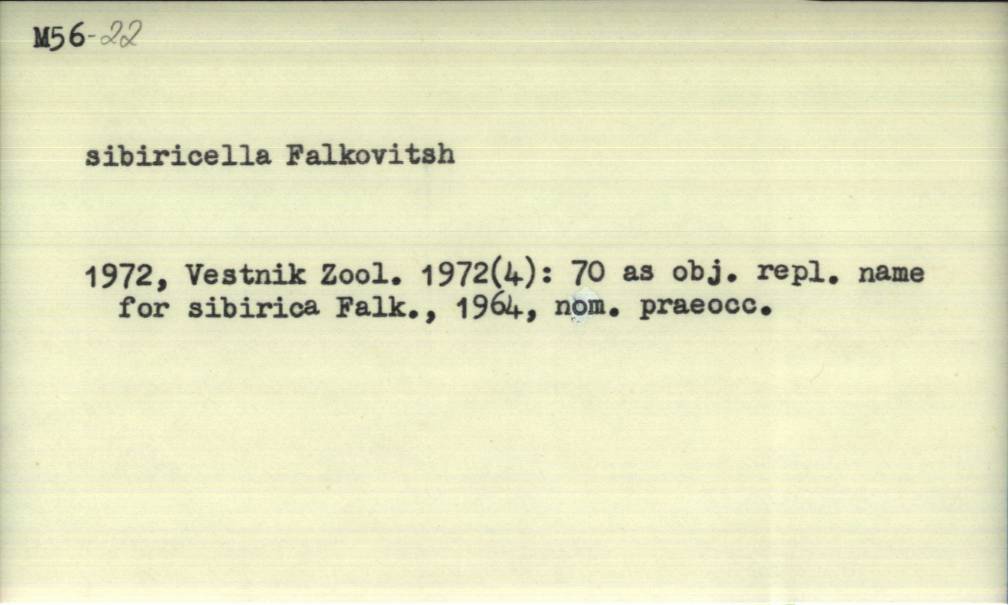 M56-22
sibiricella Falkovitsh
1972, Vestnik Zool. 1972(4): 70 as obj. repl. name
for sibirica Falk., 1964, nom. praeocc.